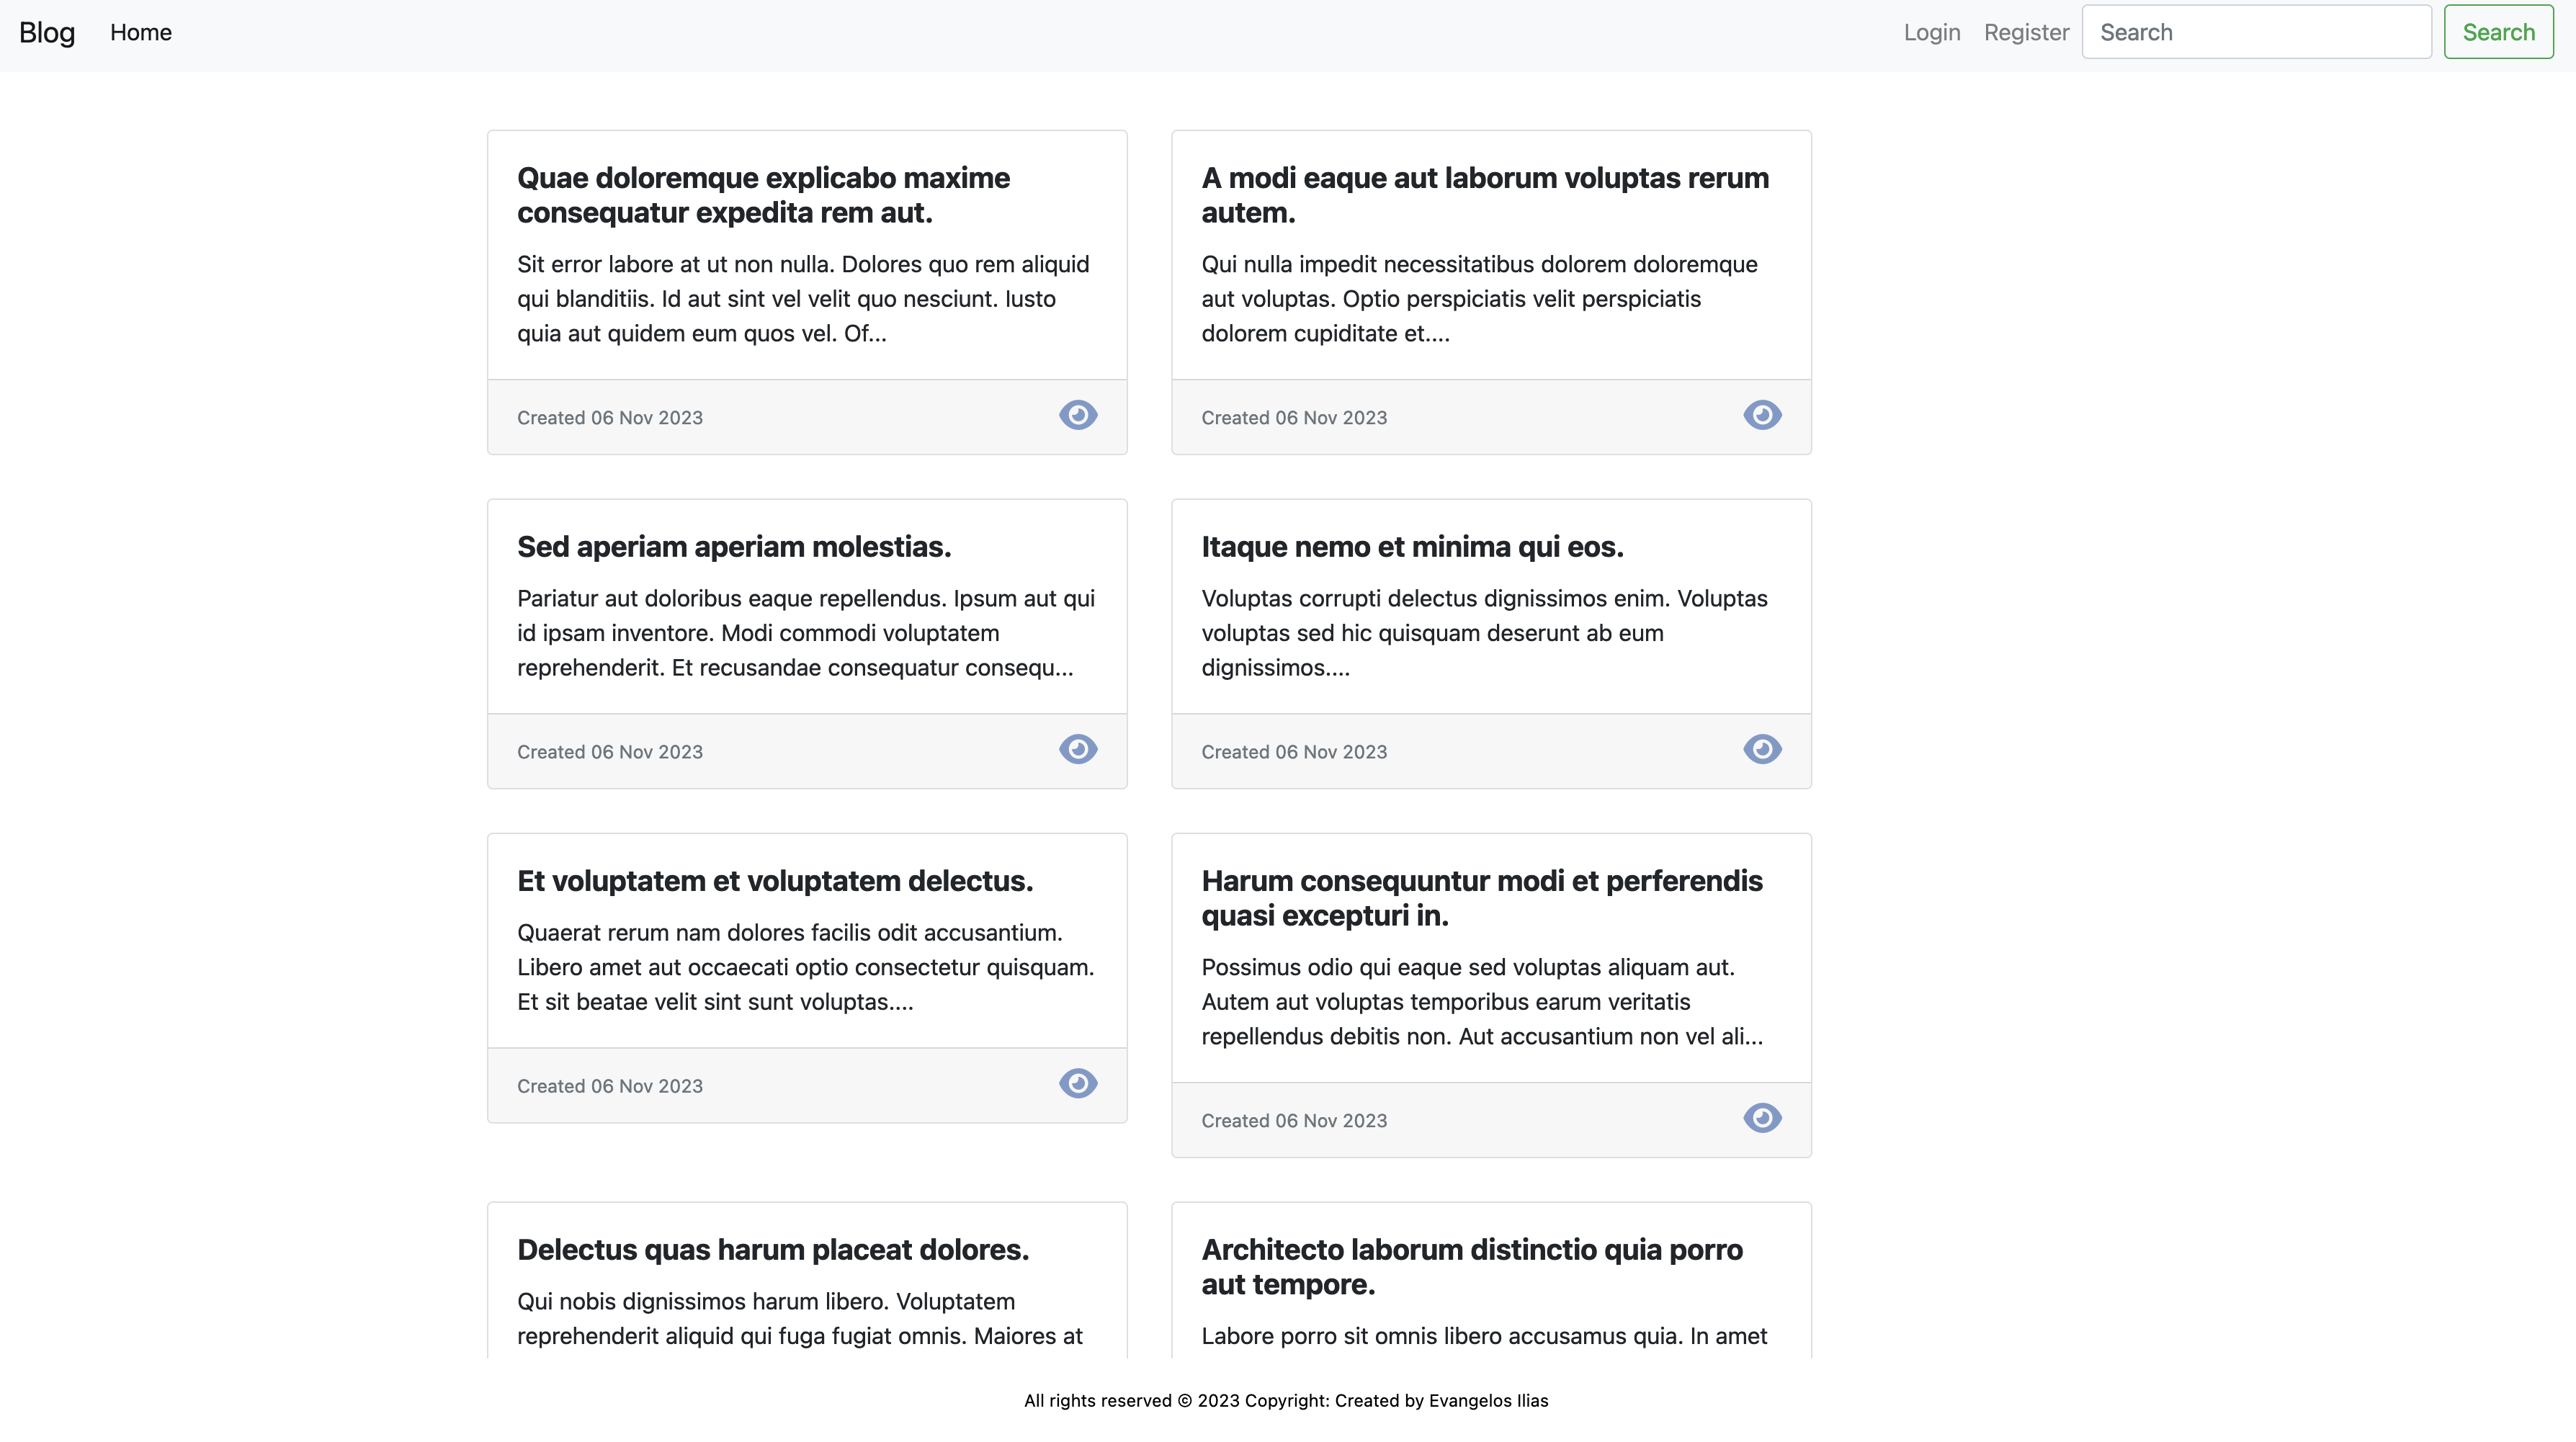 Blog Home Login Register Search Search
Quae doloremque explicabo maxime
consequatur expedita rem aut.
Sit error labore at ut non nulla. Dolores quo rem aliquid
qui blanditiis. Id aut sint vel velit quo nesciunt. Iusto
quia aut quidem eum quos vel. Of...
Created 06 Nov 2023
A modi eaque aut laborum voluptas rerum
autem.
Qui nulla impedit necessitatibus dolorem doloremque
aut voluptas. Optio perspiciatis velit perspiciatis
dolorem cupiditate et....
Created 06 Nov 2023
Sed aperiam aperiam molestias.
Pariatur aut doloribus eaque repellendus. Ipsum aut qui
id ipsam inventore. Modi commodi voluptatem
reprehenderit. Et recusandae consequatur consequ...
Created 06 Nov 2023
Itaque nemo et minima qui eos.
Voluptas corrupti delectus dignissimos enim. Voluptas
voluptas sed hic quisquam deserunt ab eum
dignissimos....
Created 06 Nov 2023
Et voluptatem et voluptatem delectus.
Quaerat rerum nam dolores facilis odit accusantium.
Libero amet aut occaecati optio consectetur quisquam.
Et sit beatae velit sint sunt voluptas....
Created 06 Nov 2023
Harum consequuntur modi et perferendis
quasi excepturi in.
Possimus odio qui eaque sed voluptas aliquam aut.
Autem aut voluptas temporibus earum veritatis
repellendus debitis non. Aut accusantium non vel ali...
Created 06 Nov 2023
Delectus quas harum placeat dolores.
Qui nobis dignissimos harum libero. Voluptatem
reprehenderit aliquid qui fuga fugiat omnis. Maiores at
Architecto laborum distinctio quia porro
aut tempore.
Labore porro sit omnis libero accusamus quia. In amet
All rights reserved © 2023 Copyright: Created by Evangelos Ilias